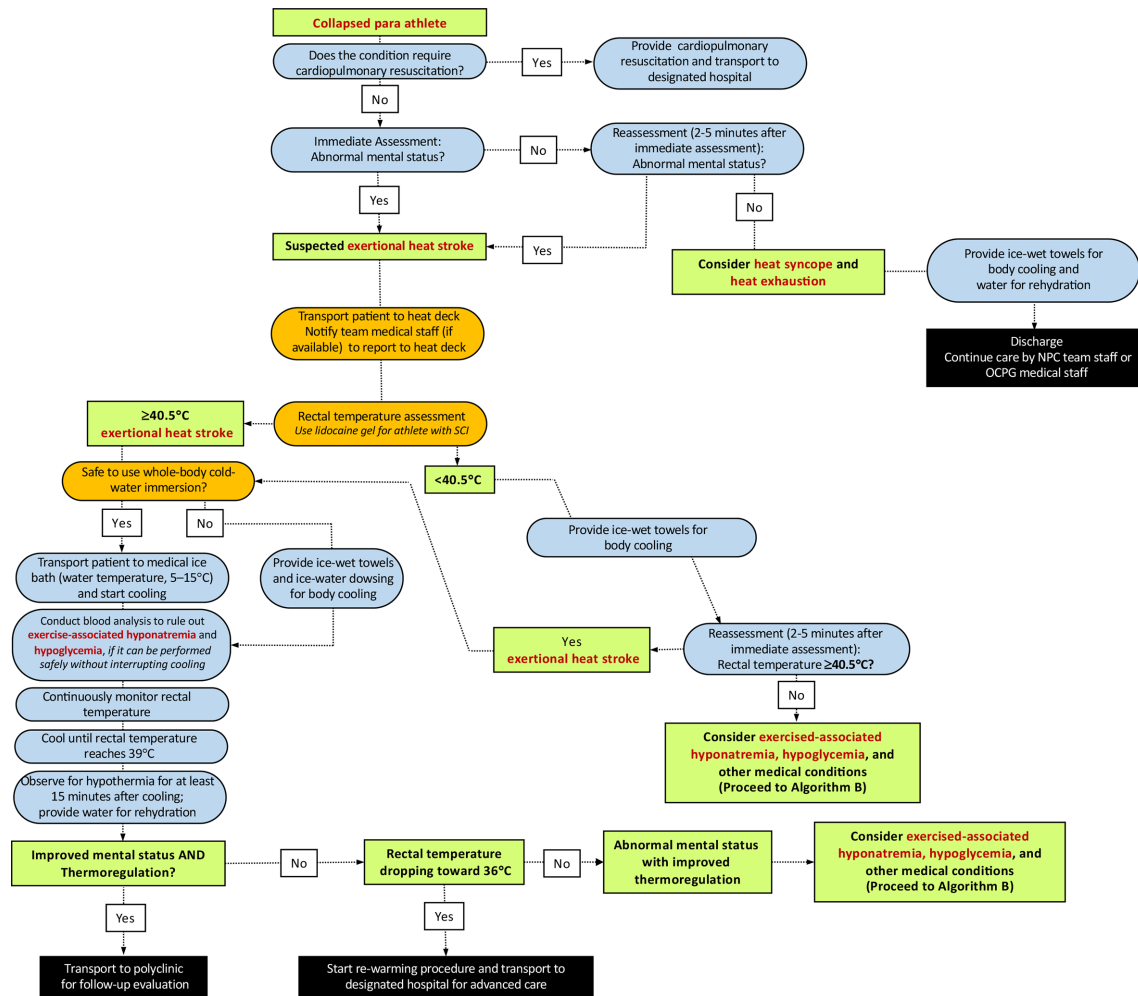 Collapsed para athlete
Does the condition require
cardiopulmonary resuscitation?
Yes
Provide cardiopulmonary
resuscitation and transport to
designated hospital
No
Immediate Assessment:
Abnormal mental status?
No
Reassessment (2-5 minutes after
immediate assessment):
Abnormal mental status?
Yes
No
Suspected exertional heat stroke
Yes
Consider heat syncope and
heat exhaustion
Provide ice-wet towels for
body cooling and
water for rehydration
Transport patient to heat deck
Notify team medical staff (if
available) to report to heat deck
Discharge
Continue care by NPC team staff or
OCPG medical staff
≥40.5°C
exertional heat stroke
Rectal temperature assessment
Use lidocaine gel for athlete with SCI
Safe to use whole-body cold-
water immersion?
<40.5°C
Yes
No
Provide ice-wet towels for
body cooling
Transport patient to medical ice
bath (water temperature, 5–15°C)
and start cooling
Provide ice-wet towels
and ice-water dowsing
for body cooling
Conduct blood analysis to rule out
exercise-associated hyponatremia and
hypoglycemia, if it can be performed
safely without interrupting cooling
Yes
exertional heat stroke
Reassessment (2-5 minutes after
immediate assessment):
Rectal temperature ≥40.5°C?
Continuously monitor rectal
temperature
No
Cool until rectal temperature
reaches 39°C
Consider exercised-associated
hyponatremia, hypoglycemia, and
other medical conditions
(Proceed to Algorithm B)
Observe for hypothermia for at least
15 minutes after cooling;
provide water for rehydration
Improved mental status AND
Thermoregulation?
No
Rectal temperature
dropping toward 36°C
No
Abnormal mental status
with improved
thermoregulation
Consider exercised-associated
hyponatremia, hypoglycemia, and
other medical conditions
(Proceed to Algorithm B)
Yes
Yes
Transport to polyclinic
for follow-up evaluation
Start re-warming procedure and transport to
designated hospital for advanced care